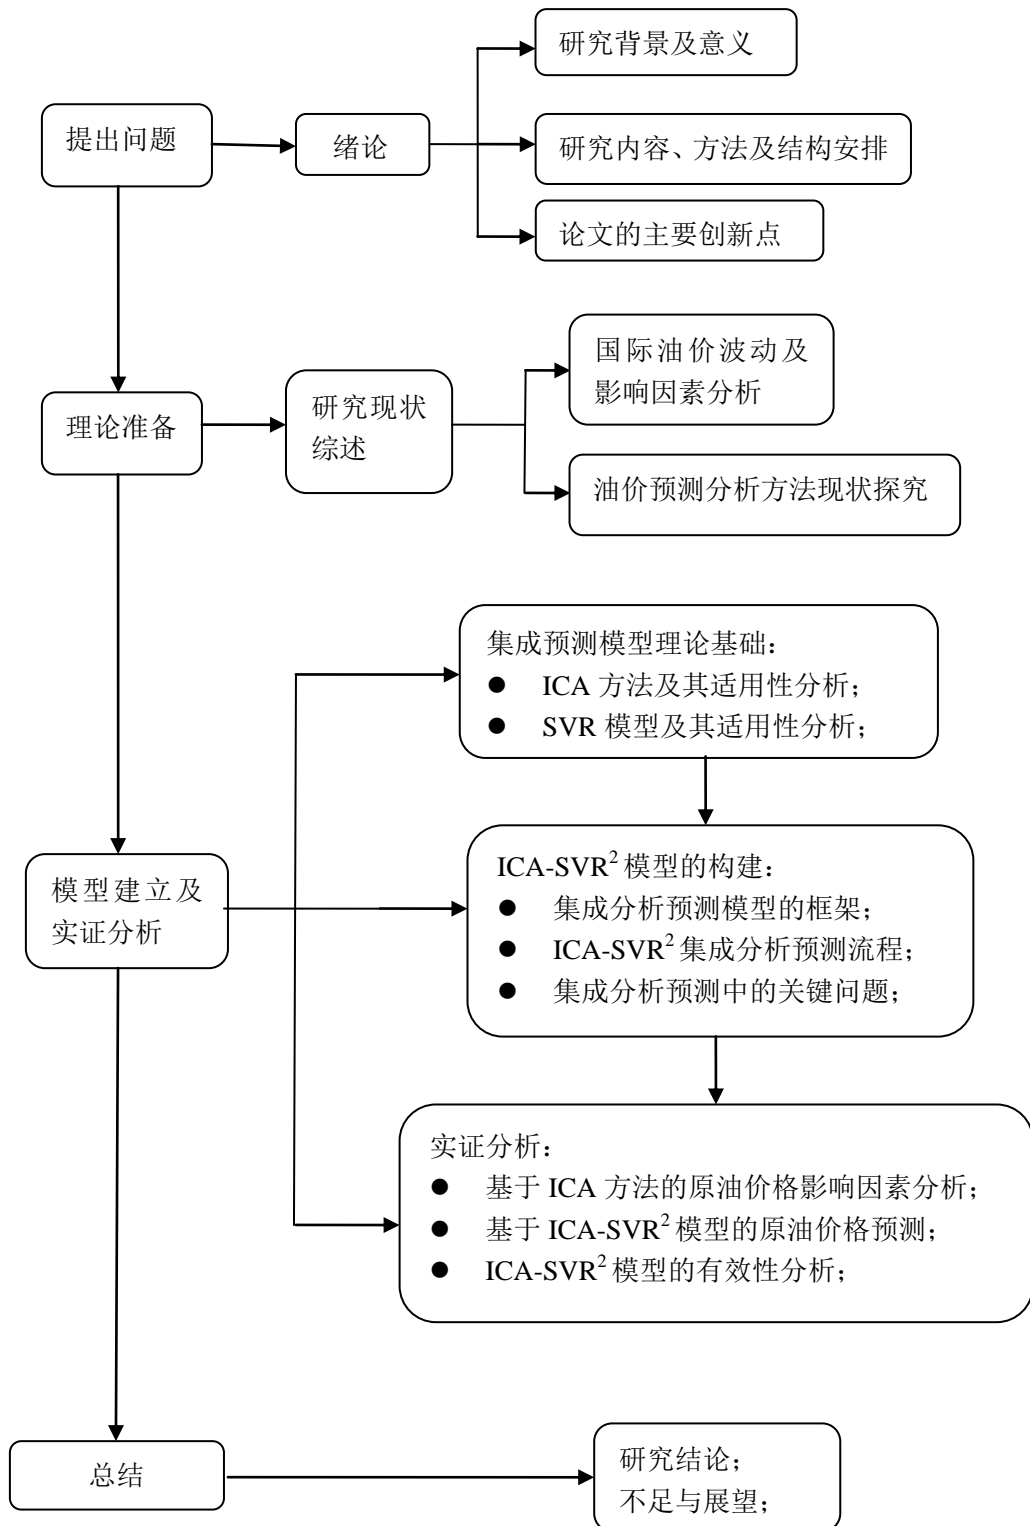 研究背景及意义
提出问题
绪论
研究内容、方法及结构安排
论文的主要创新点
国际油价波动及
影响因素分析
理论准备
研究现状
综述
油价预测分析方法现状探究
集成预测模型理论基础：
● ICA 方法及其适用性分析；
● SVR 模型及其适用性分析；
模型建立及
实证分析
ICA-SVR² 模型的构建：
● 集成分析预测模型的框架；
● ICA-SVR² 集成分析预测流程；
● 集成分析预测中的关键问题；
实证分析：
● 基于 ICA 方法的原油价格影响因素分析；
● 基于 ICA-SVR² 模型的原油价格预测；
● ICA-SVR² 模型的有效性分析；
总结
研究结论；
不足与展望；